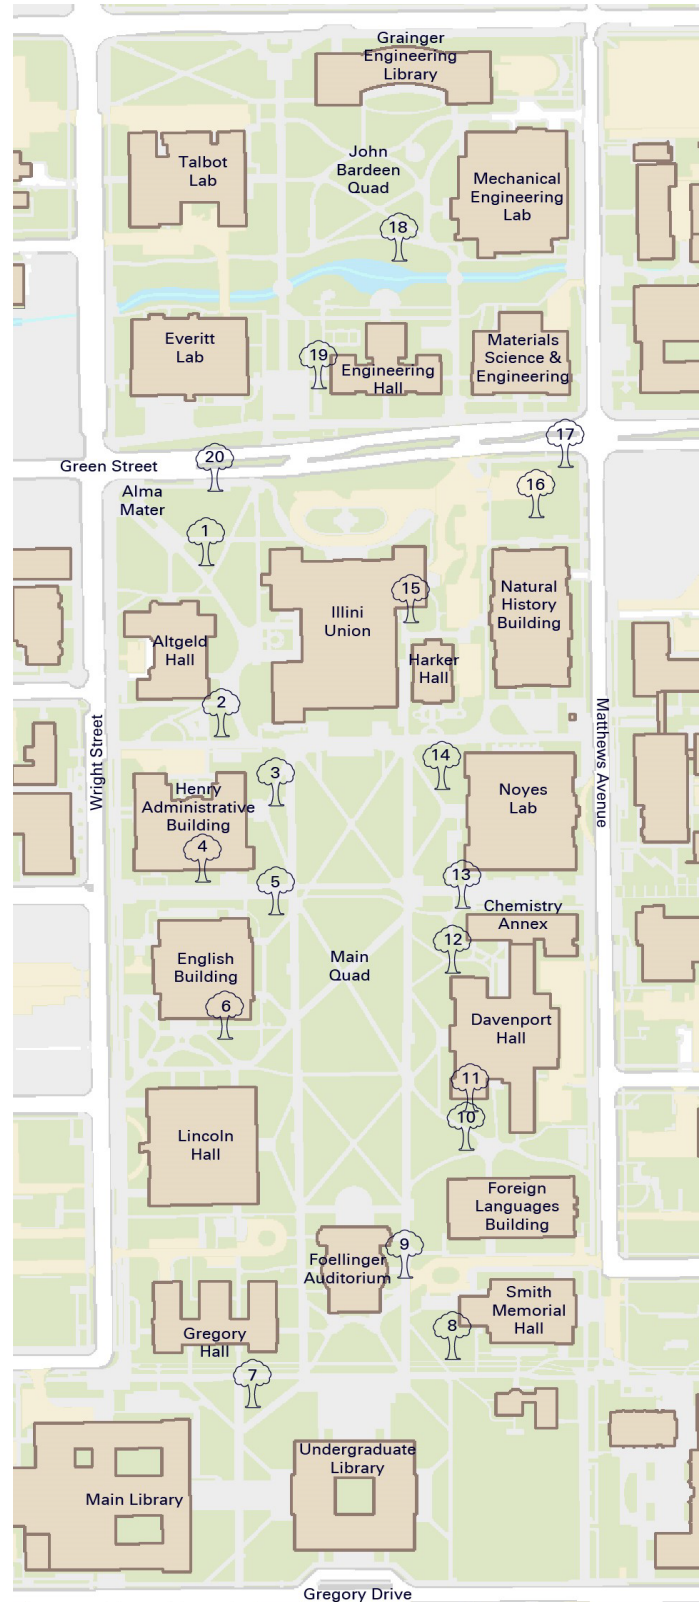 Grainger
Engineering
Library
Talbot
Lab
John
Bardeen
Quad
Mechanical
Engineering
Lab
18
Everitt
Lab
19
Engineering
Hall
Materials
Science &
Engineering
17
Green Street
20
Alma
Mater
16
1
15
Illini
Union
Natural
History
Building
Altgeld
Hall
Harker
Hall
2
Wright Street
Matthews Avenue
3
14
Henry
Administrative
Building
Noyes
Lab
4
5
13
Chemistry
Annex
12
English
Building
Main
Quad
6
Davenport
Hall
11
10
Lincoln
Hall
Foreign
Languages
Building
9
Foellinger
Auditorium
Smith
Memorial
Hall
8
Gregory
Hall
7
Undergraduate
Library
Main Library
Gregory Drive